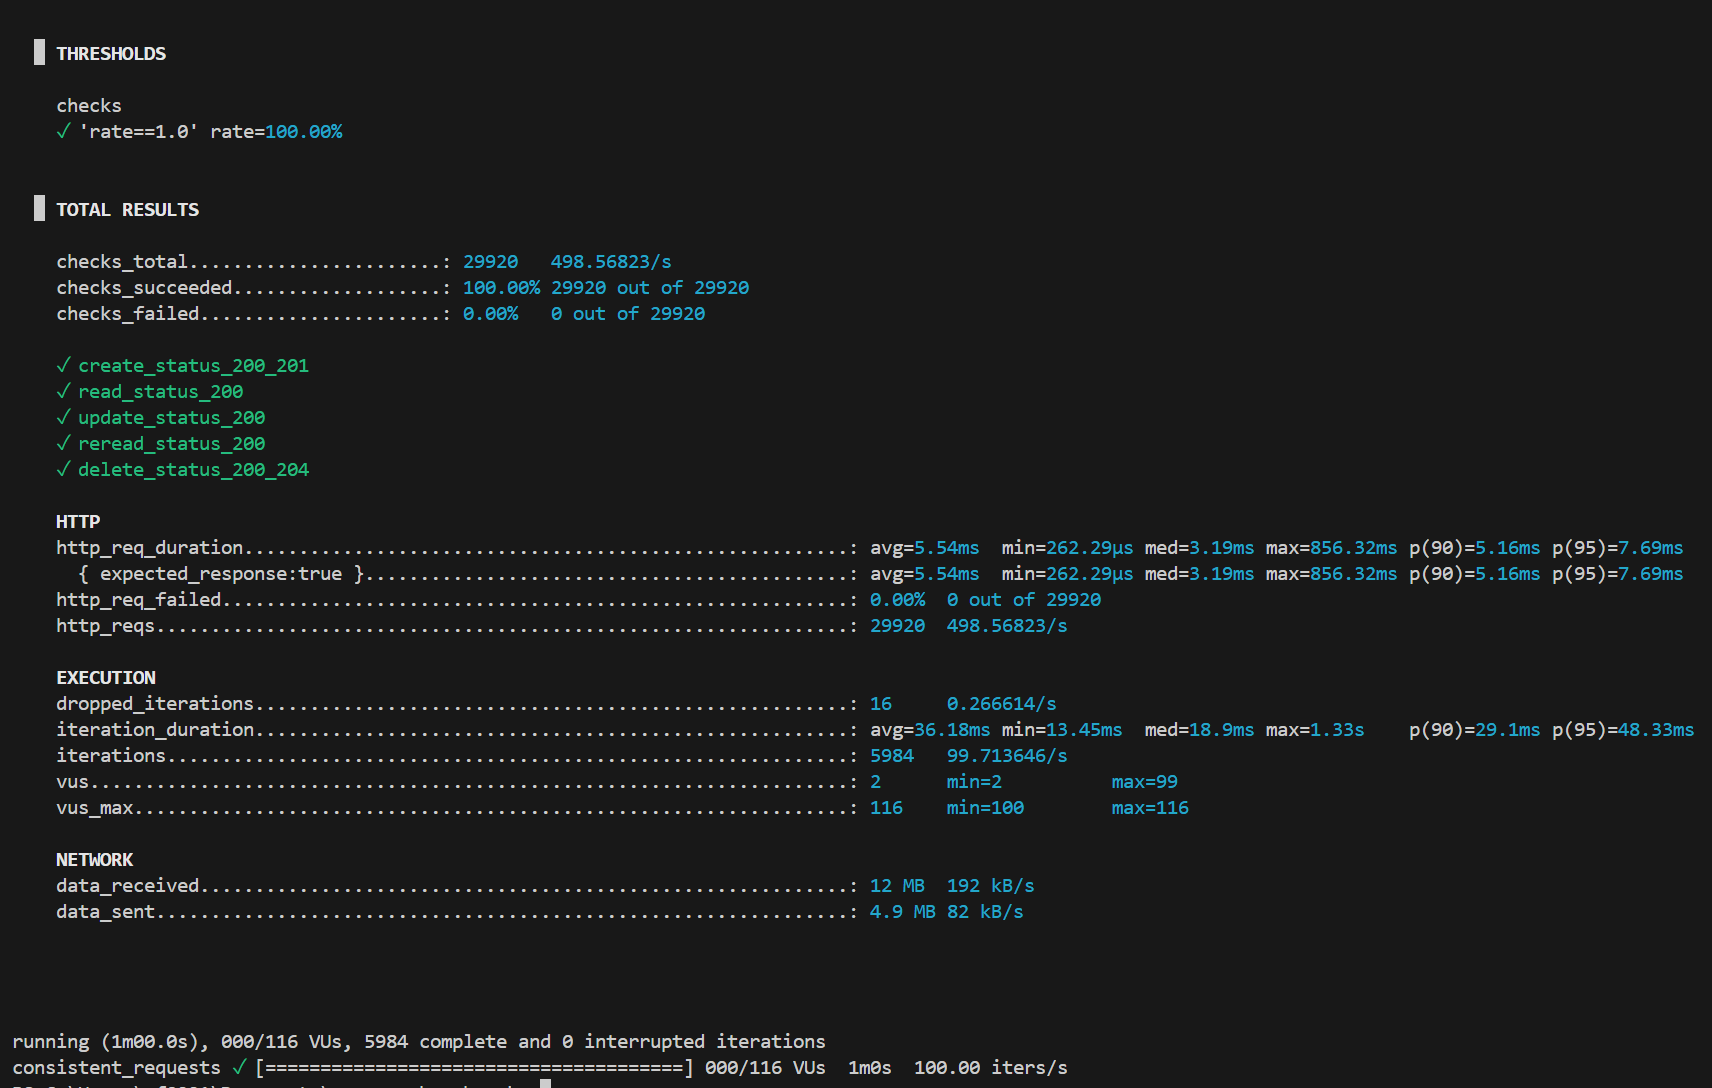 THRESHOLDS
checks
✓ 'rate==1.0' rate=100.00%
TOTAL RESULTS
checks_total.......................: 29920   498.56823/s
checks_succeeded...................: 100.00% 29920 out of 29920
checks_failed......................: 0.00%   0 out of 29920
✓ create_status_200_201
✓ read_status_200
✓ update_status_200
✓ reread_status_200
✓ delete_status_200_204
HTTP
http_req_duration.......................................................: avg=5.54ms  min=262.29µs med=3.19ms max=856.32ms p(90)=5.16ms p(95)=7.69ms
{ expected_response:true }............................................: avg=5.54ms  min=262.29µs med=3.19ms max=856.32ms p(90)=5.16ms p(95)=7.69ms
http_req_failed.........................................................: 0.00%  0 out of 29920
http_reqs...............................................................: 29920  498.56823/s
EXECUTION
dropped_iterations......................................................: 16     0.266614/s
iteration_duration......................................................: avg=36.18ms min=13.45ms  med=18.9ms max=1.33s    p(90)=29.1ms p(95)=48.33ms
iterations..............................................................: 5984   99.713646/s
vus.....................................................................: 2      min=2          max=99
vus_max.................................................................: 116    min=100        max=116
NETWORK
data_received...........................................................: 12 MB  192 kB/s
data_sent...............................................................: 4.9 MB 82 kB/s
running (1m00.0s), 000/116 VUs, 5984 complete and 0 interrupted iterations
consistent_requests ✓ [======================================] 000/116 VUs  1m0s  100.00 iters/s